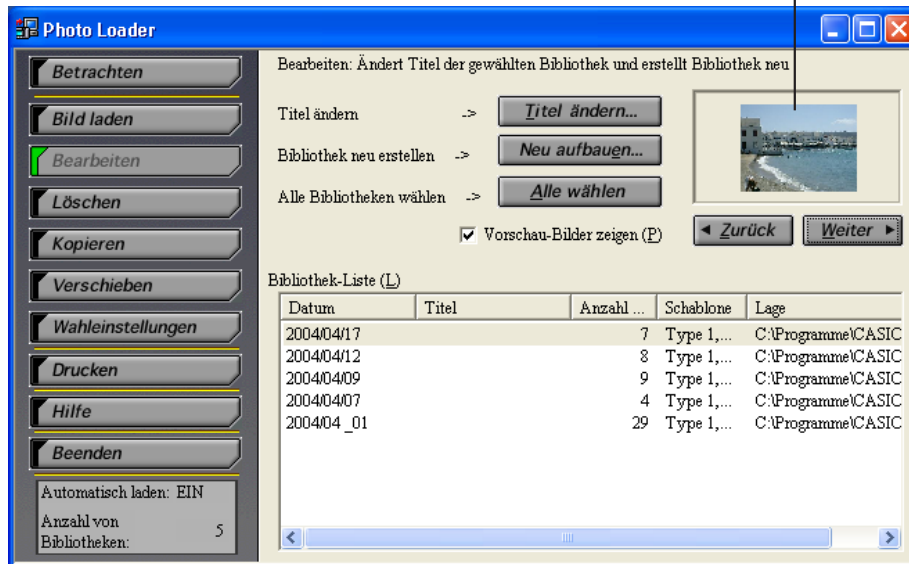 Photo Loader
Betrachten
Bild laden
Bearbeiten
Löschen
Kopieren
Verschieben
Wahleinstellungen
Drucken
Hilfe
Beenden
Automatisch laden: EIN
Anzahl von
Bibliotheken: 5
Bearbeiten: Ändert Titel der gewählten Bibliothek und erstellt Bibliothek neu
Titel ändern -> Titel ändern...
Bibliothek neu erstellen -> Neu aufbauen...
Alle Bibliotheken wählen -> Alle wählen
Vorschau-Bilder zeigen (P)
Zurück Weiter
Bibliothek-Liste (L)
Datum Titel Anzahl ... Schablone Lage
2004/04/17 7 Type 1,... C:\Programme\CASIC
2004/04/12 8 Type 1,... C:\Programme\CASIC
2004/04/09 9 Type 1,... C:\Programme\CASIC
2004/04/07 4 Type 1,... C:\Programme\CASIC
2004/04 _01 29 Type 1,... C:\Programme\CASIC